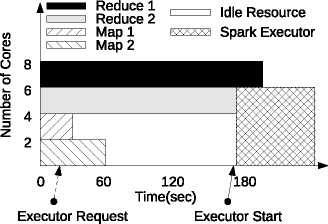 Reduce 1
Reduce 2
Map 1
Map 2
Idle Resource
Spark Executor
Number of Cores
8
6
4
2
0
60
120
180
Time(sec)
Executor Request
Executor Start